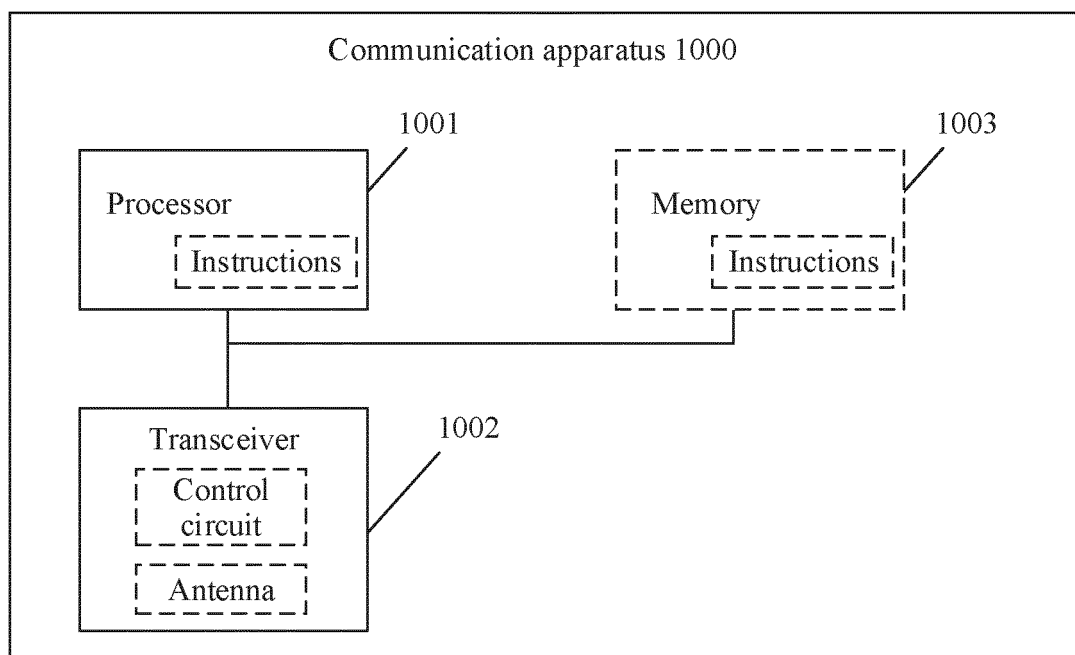 Communication apparatus 1000
1001
1003
Processor
Instructions
Memory
Instructions
1002
Transceiver
Control
circuit
Antenna